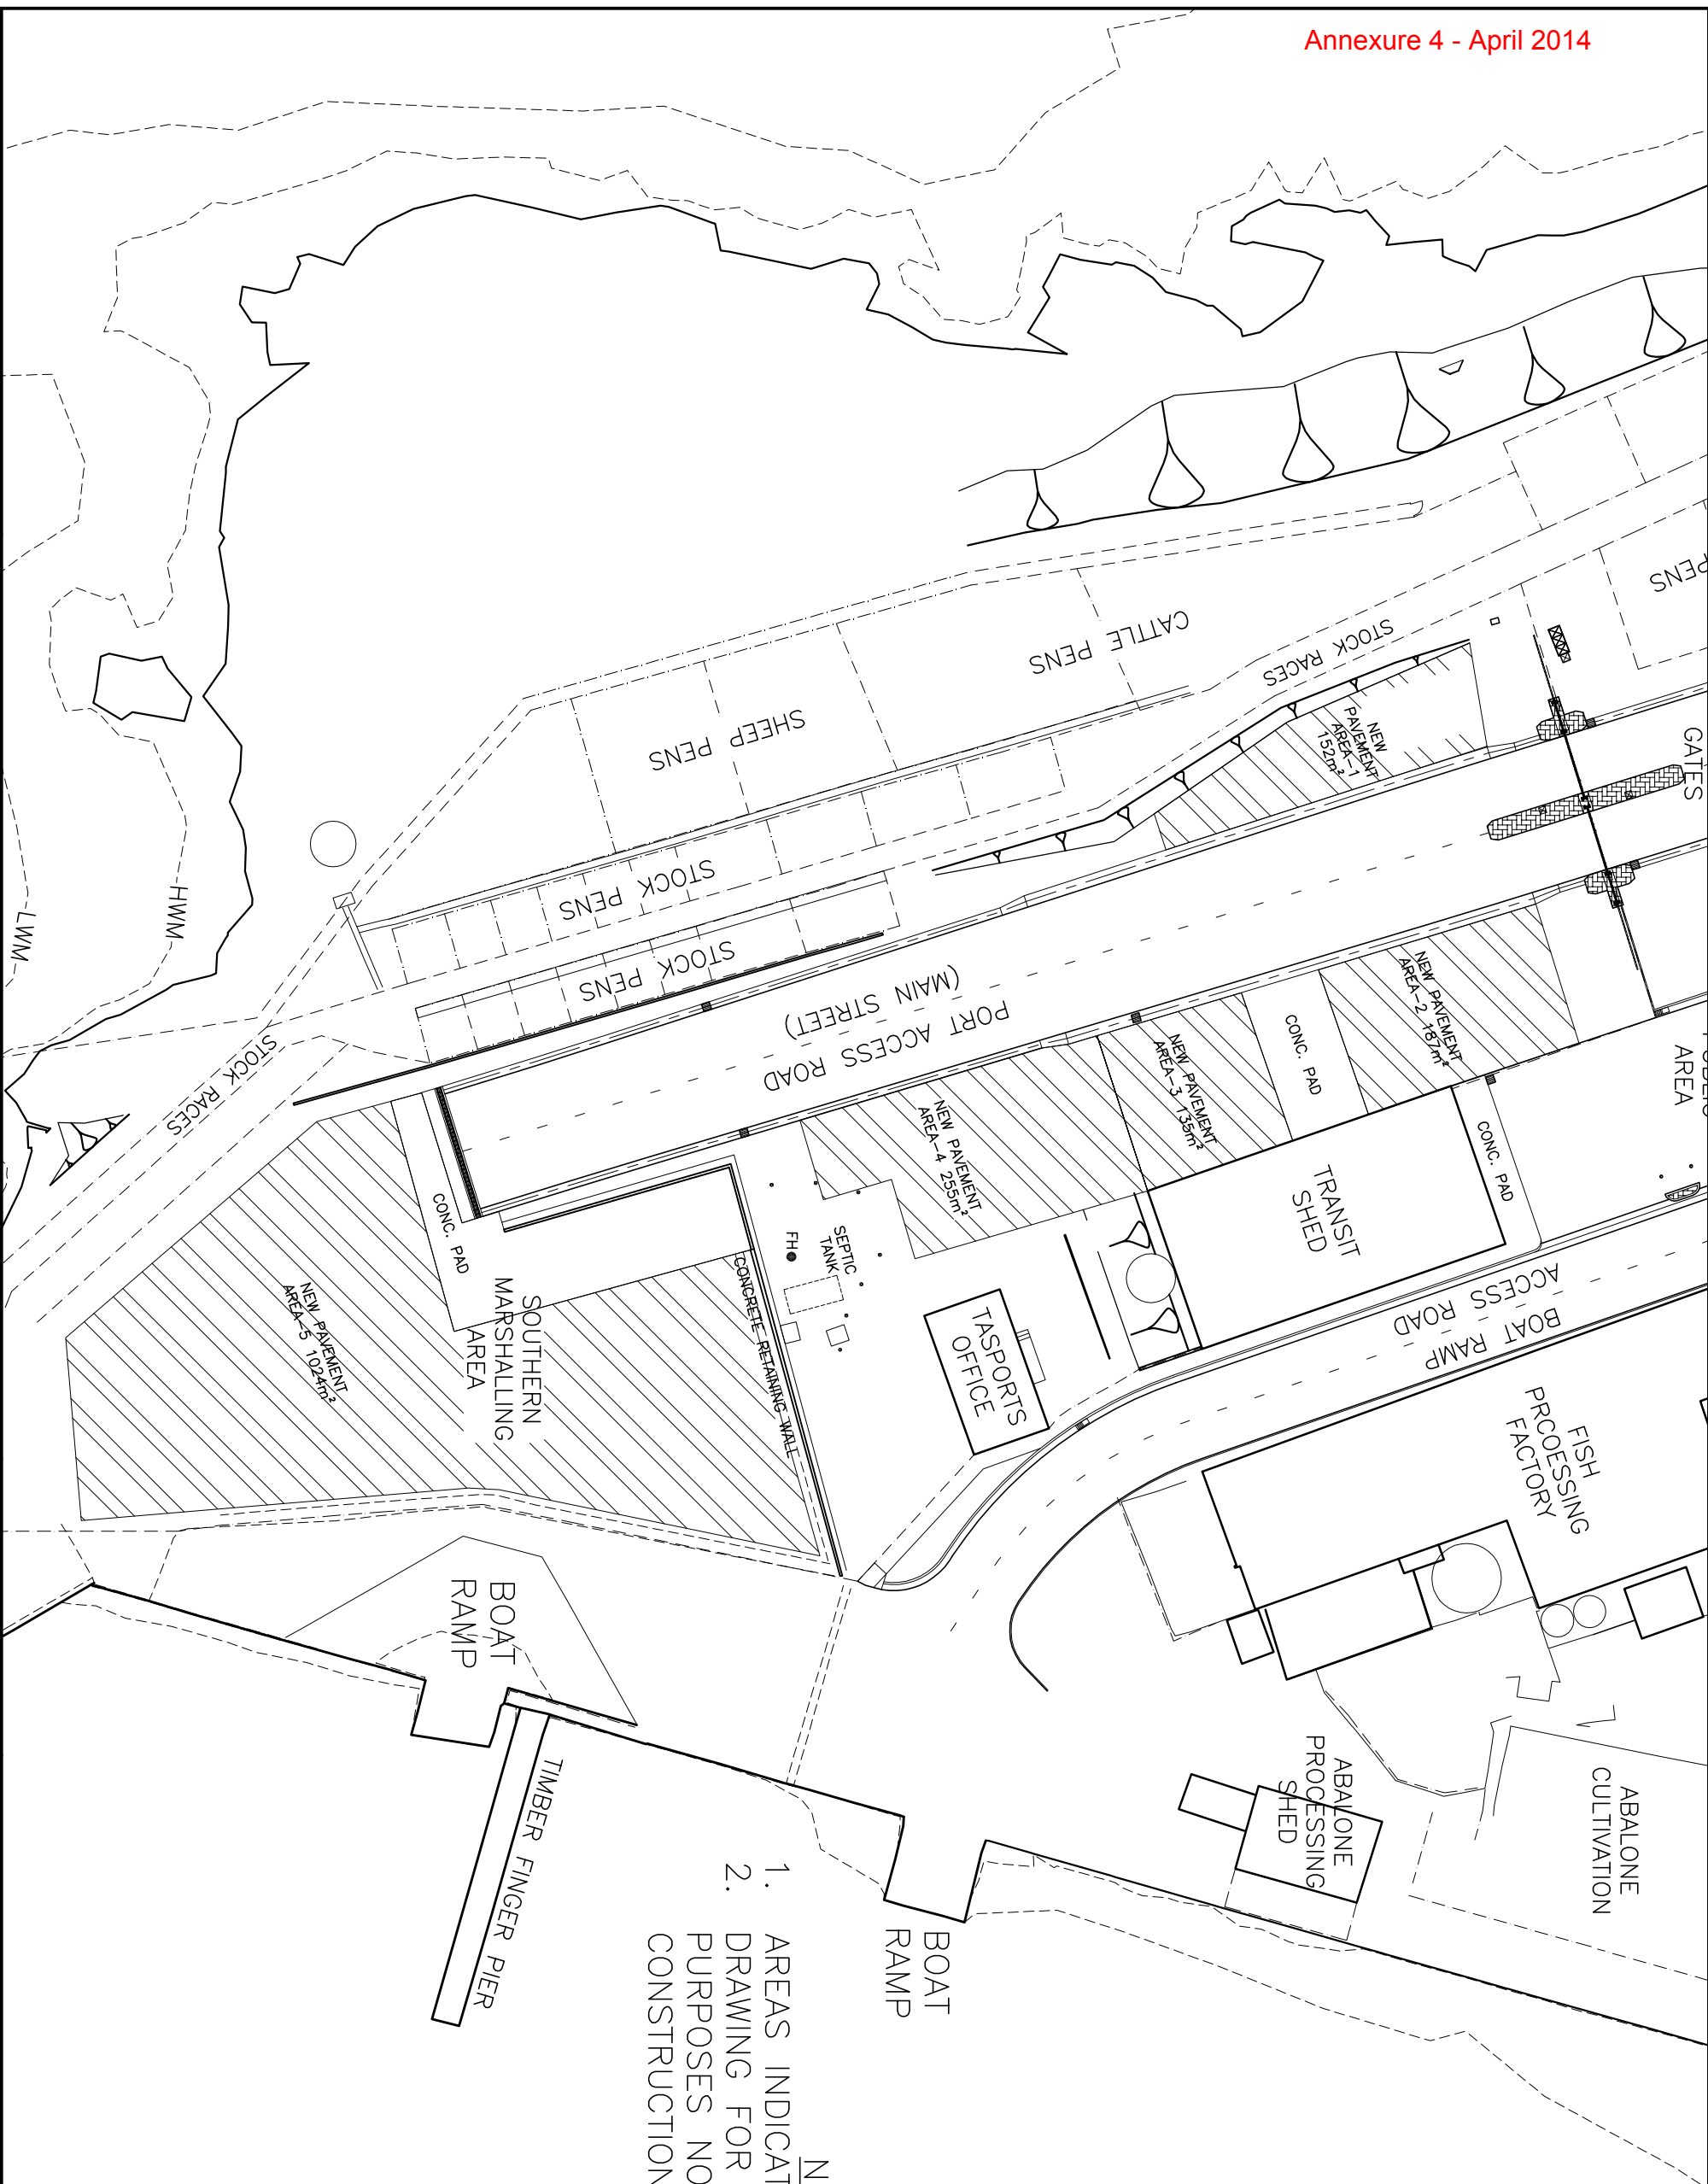 Annexure 4 - April 2014
PENS
GATES
CATTLE PENS
STOCK RACES
NEW
PAVEMENT
AREA-1
152m²
SHEEP PENS
STOCK PENS
STOCK PENS
PORT ACCESS ROAD
(MAIN STREET)
NEW PAVEMENT
AREA-2 187m²
CONC. PAD
NEW PAVEMENT
AREA-3 135m²
AREA
CONC. PAD
NEW PAVEMENT
AREA-4 255m²
TRANSIT
SHED
HWM
LWM
STOCK RACES
CONC. PAD
NEW PAVEMENT
AREA-5 1024m²
SOUTHERN
MARSHALLING
AREA
CONCRETE RETAINING WALL
FH
SEPTIC
TANK
TASPORTS
OFFICE
BOAT RAMP
ACCESS ROAD
FISH
PRCOESSING
FACTORY
BOAT
RAMP
TIMBER FINGER PIER
BOAT
RAMP
ABALONE
PROCESSING
SHED
ABALONE
CULTIVATION
N
1. AREAS INDICAT
2. DRAWING FOR
PURPOSES NO
CONSTRUCTION